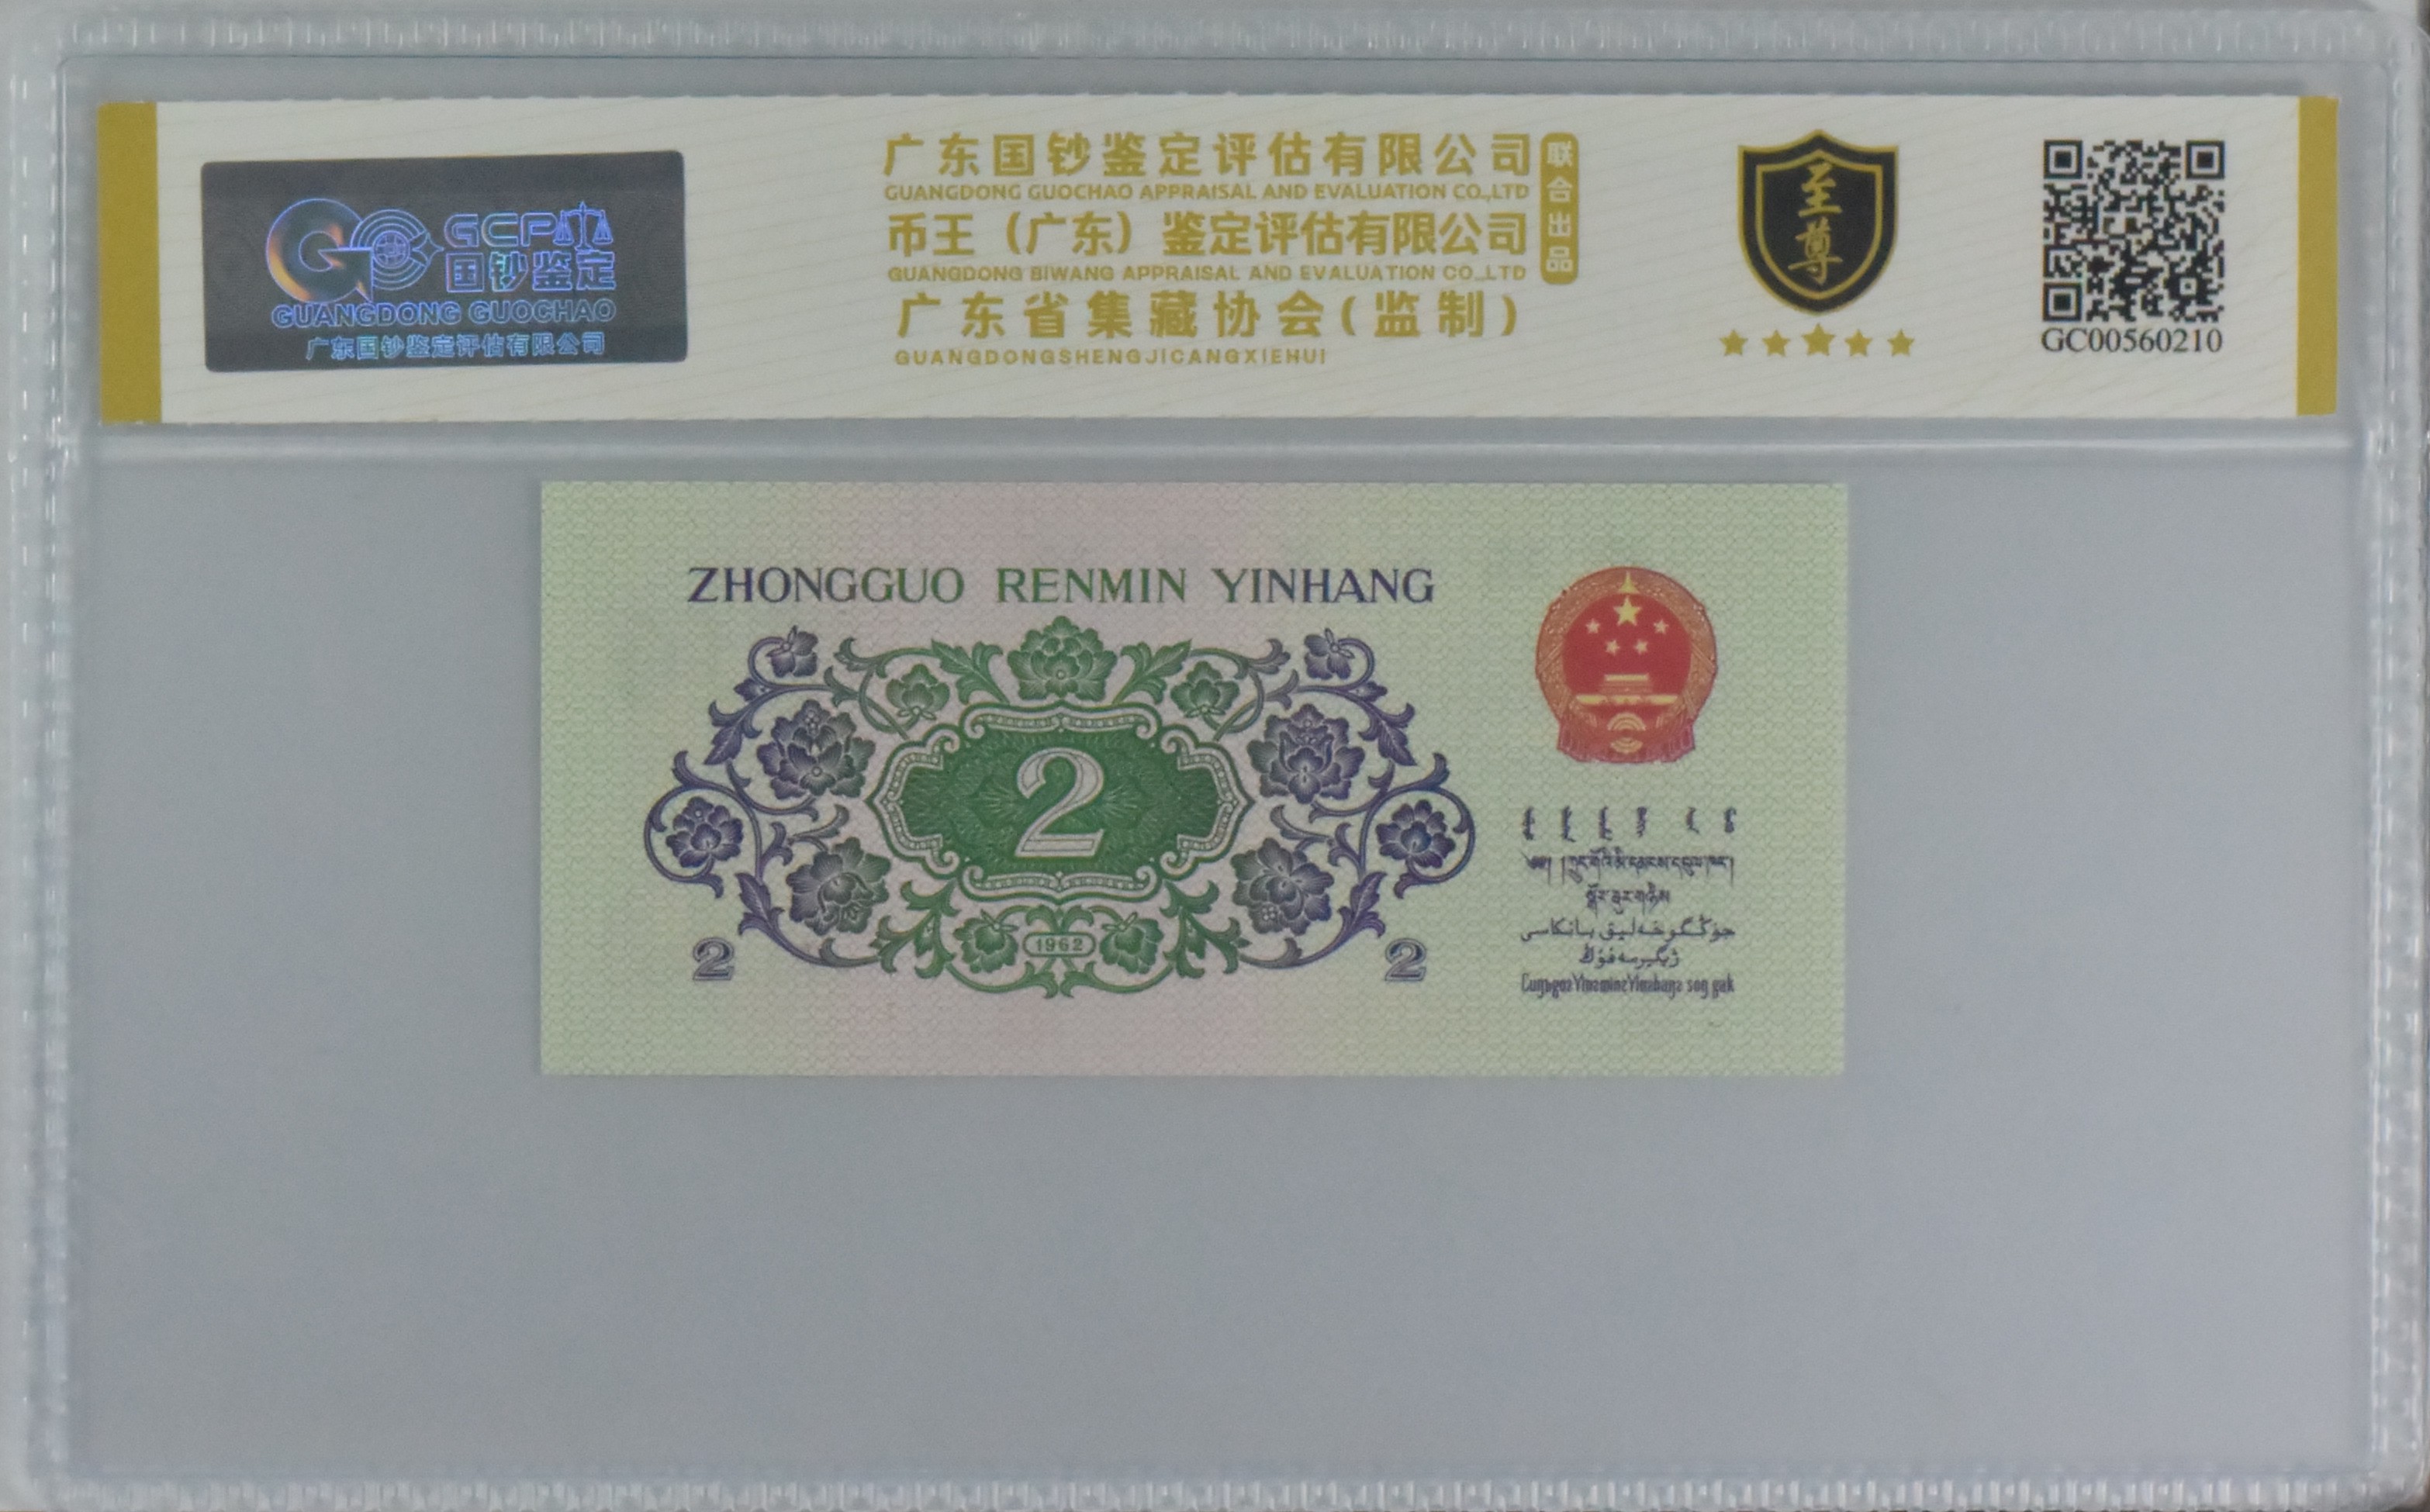 GCP
国钞鉴定
GUANGDONG GUOCHAO
广东国钞鉴定评估有限公司
广东国钞鉴定评估有限公司
GUANGDONG GUOCHAO APPRAISAL AND EVALUATION CO.,LTD
币王（广东）鉴定评估有限公司
GUANGDONG BIWANG APPRAISAL AND EVALUATION CO.,LTD
广东省集藏协会(监制)
GUANGDONGSHENGJICANGXIEHUI
联合出品
至尊
GC00560210
ZHONGGUO RENMIN YINHANG
2
1962
2
2
جۇڭگو خەلىق بانكاسى